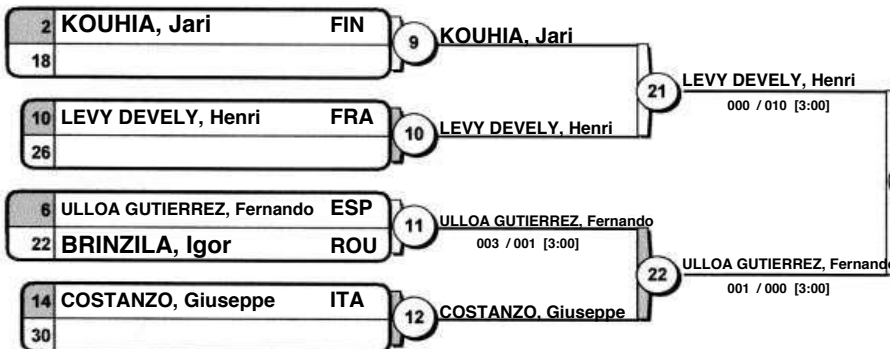 2 KOUHIA, Jari FIN
18
9 KOUHIA, Jari
10 LEVY DEVELY, Henri FRA
26
10 LEVY DEVELY, Henri
21 LEVY DEVELY, Henri
000 / 010 [3:00]
6 ULLOA GUTIERREZ, Fernando ESP
22 BRINZILA, Igor ROU
11 ULLOA GUTIERREZ, Fernando
003 / 001 [3:00]
14 COSTANZO, Giuseppe ITA
30
12 COSTANZO, Giuseppe
22 ULLOA GUTIERREZ, Fernando
001 / 000 [3:00]